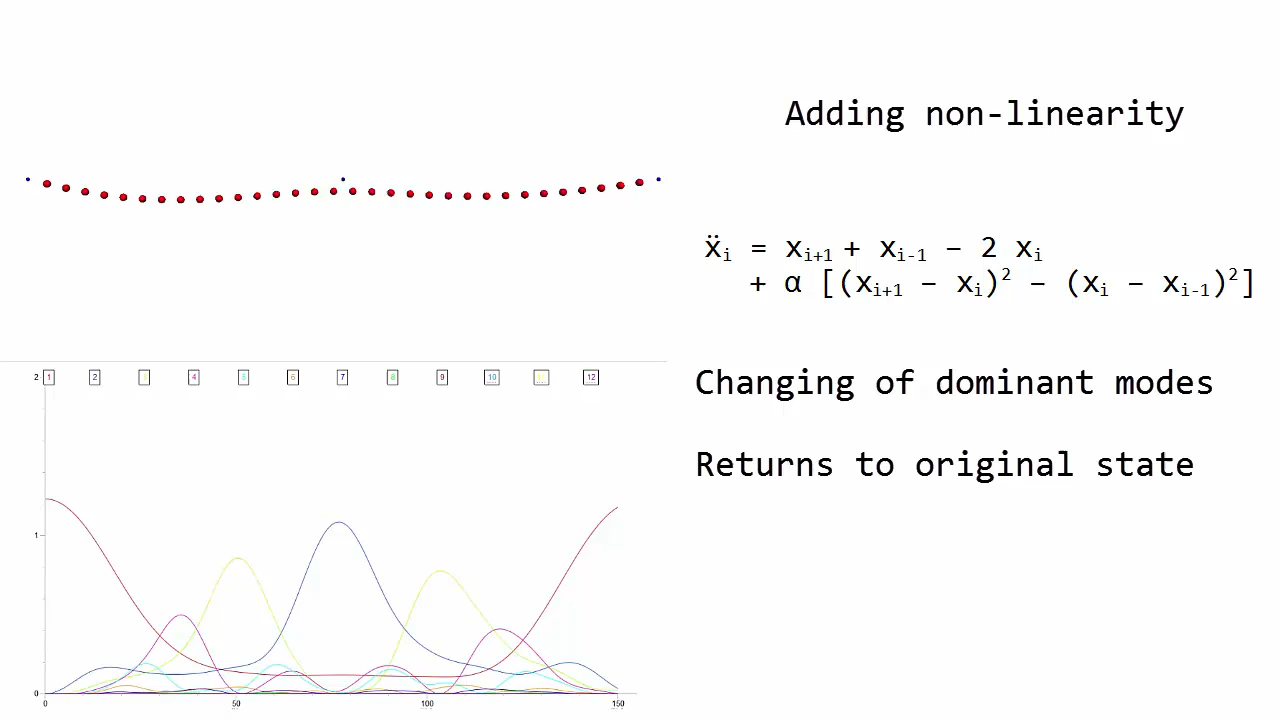 Adding non-linearity
ẍᵢ = xᵢ₊₁ + xᵢ₋₁ − 2 xᵢ
+ α [(xᵢ₊₁ − xᵢ)² − (xᵢ − xᵢ₋₁)²]
Changing of dominant modes
Returns to original state
2 1 2 3 4 5 6 7 8 9 10 11 12
1
0
0 50 100 150